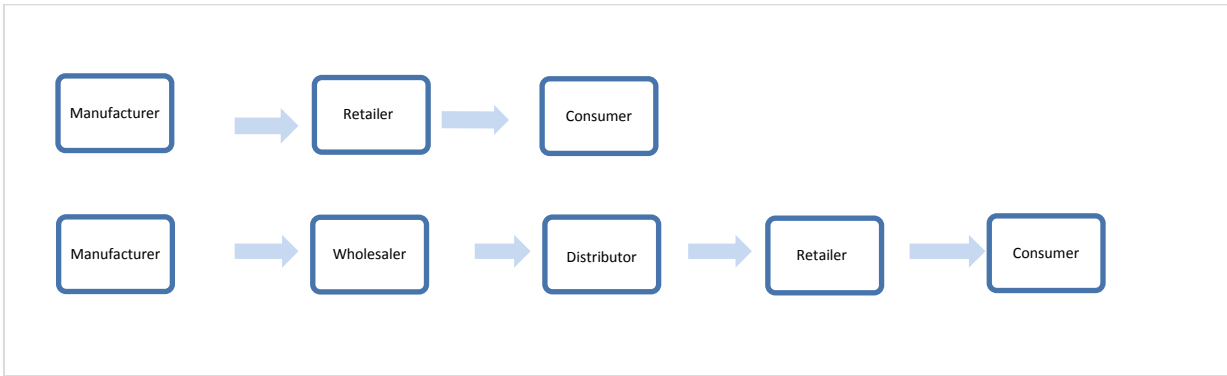 Manufacturer
Retailer
Consumer
Manufacturer
Wholesaler
Distributor
Retailer
Consumer